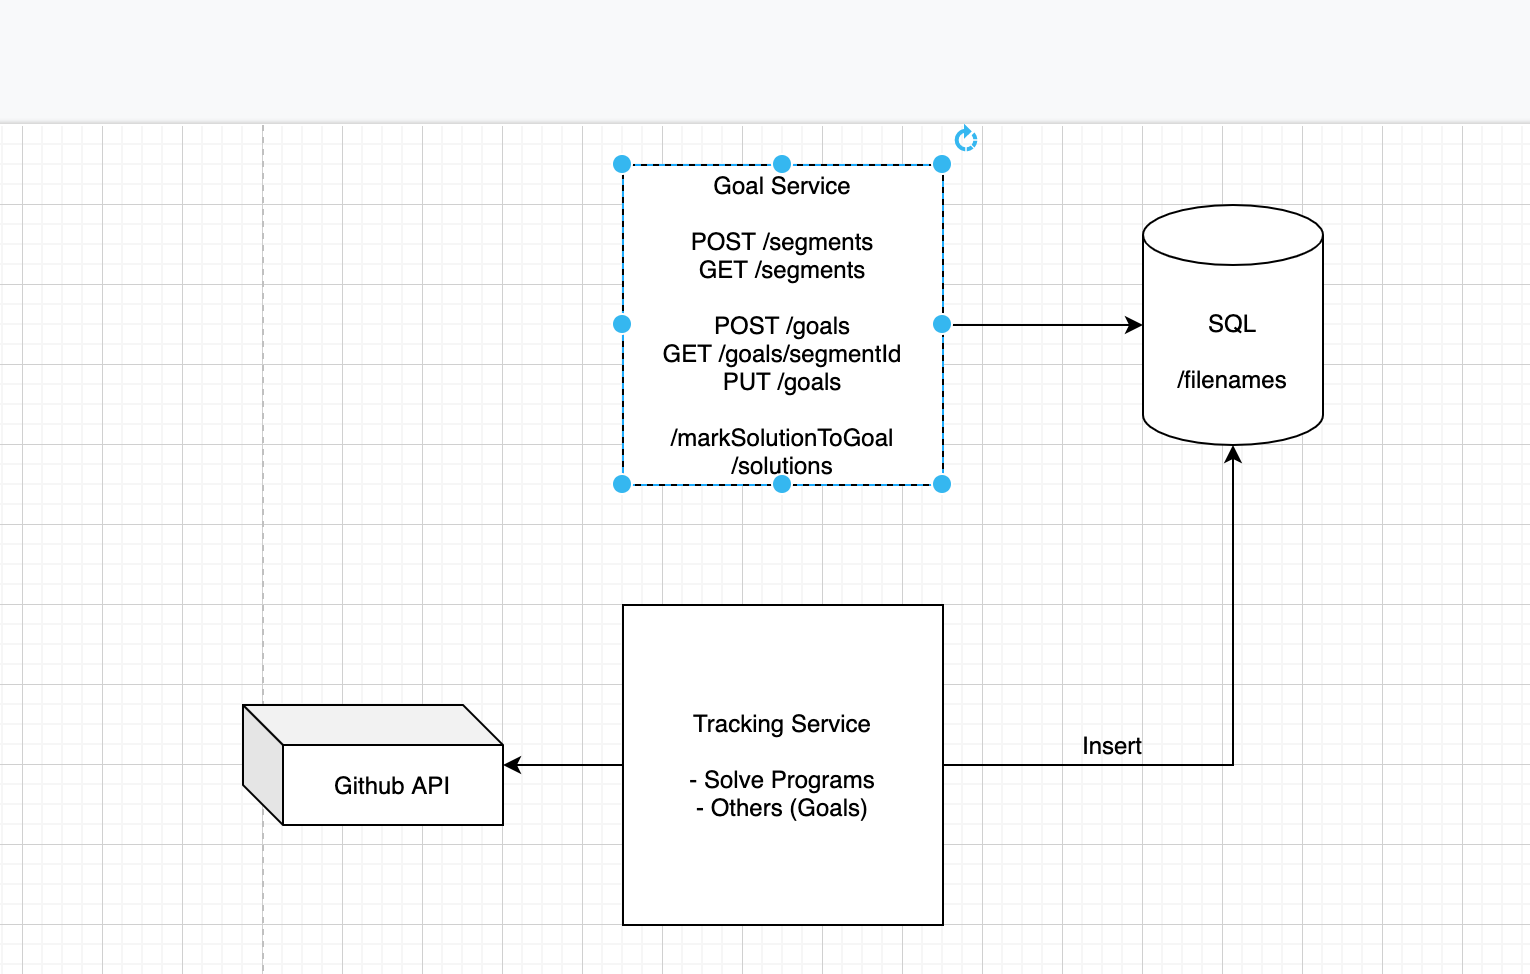 Goal Service
POST /segments
GET /segments
POST /goals
GET /goals/segmentId
PUT /goals
/markSolutionToGoal
/solutions
SQL
/filenames
Tracking Service
- Solve Programs
- Others (Goals)
Insert
Github API